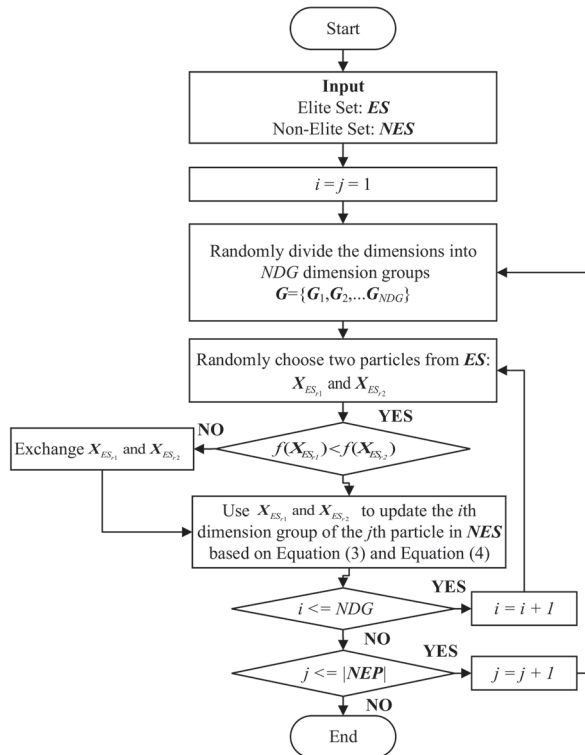 Start
Input
Elite Set: ES
Non-Elite Set: NES
i = j = 1
Randomly divide the dimensions into
NDG dimension groups
G={G1,G2,...GNDG}
Randomly choose two particles from ES:
XESr1 and XESr2
YES
NO
Exchange XESr1 and XESr2
f(XESr1)<f(XESr2)
Use XESr1 and XESr2 to update the ith
dimension group of the jth particle in NES
based on Equation (3) and Equation (4)
YES
i <= NDG
i = i + 1
NO
YES
j <= |NEP|
j = j + 1
NO
End